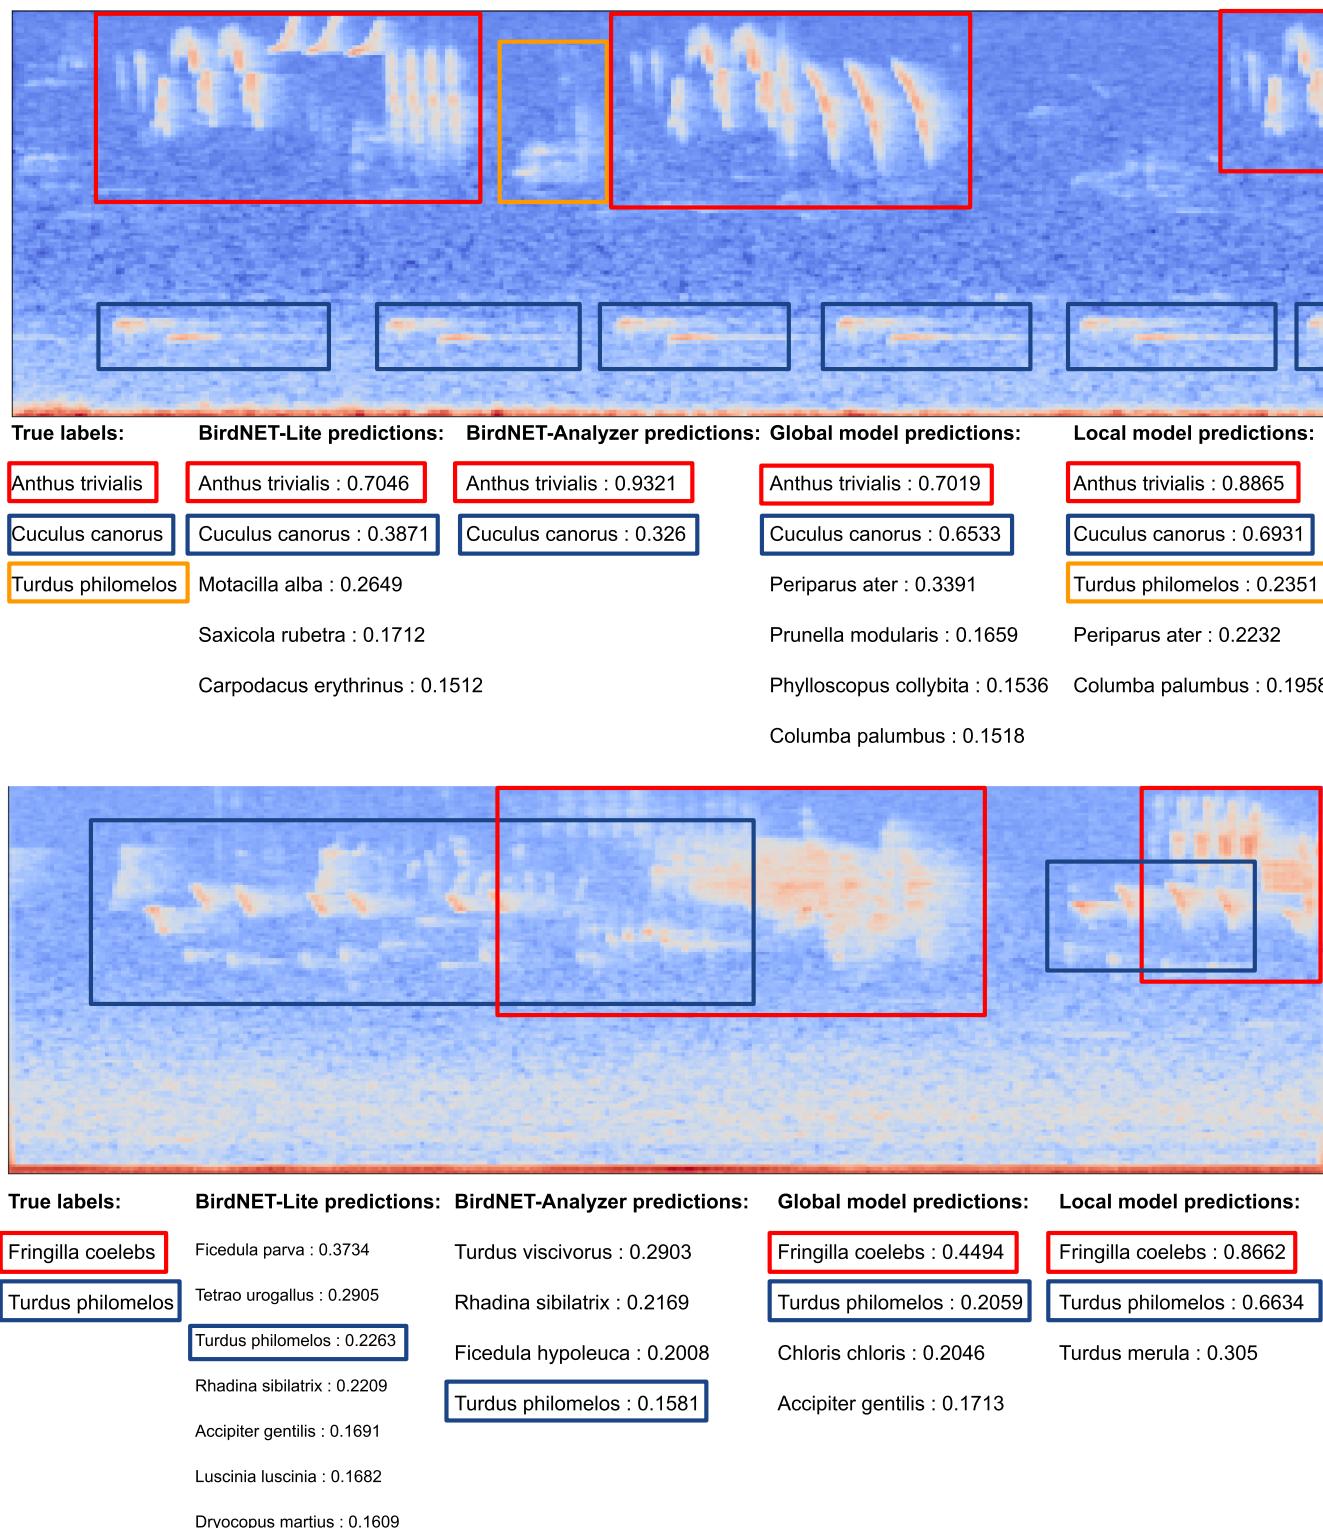 True labels: BirdNET-Lite predictions: BirdNET-Analyzer predictions: Global model predictions: Local model predictions:
Anthus trivialis Anthus trivialis : 0.7046 Anthus trivialis : 0.9321 Anthus trivialis : 0.7019 Anthus trivialis : 0.8865
Cuculus canorus Cuculus canorus : 0.3871 Cuculus canorus : 0.326 Cuculus canorus : 0.6533 Cuculus canorus : 0.6931
Turdus philomelos Motacilla alba : 0.2649 Periparus ater : 0.3391 Turdus philomelos : 0.2351
Saxicola rubetra : 0.1712 Prunella modularis : 0.1659 Periparus ater : 0.2232
Carpodacus erythrinus : 0.1512 Phylloscopus collybita : 0.1536 Columba palumbus : 0.1958
Columba palumbus : 0.1518
True labels: BirdNET-Lite predictions: BirdNET-Analyzer predictions: Global model predictions: Local model predictions:
Fringilla coelebs Ficedula parva : 0.3734 Turdus viscivorus : 0.2903 Fringilla coelebs : 0.4494 Fringilla coelebs : 0.8662
Turdus philomelos Tetrao urogallus : 0.2905 Rhadina sibilatrix : 0.2169 Turdus philomelos : 0.2059 Turdus philomelos : 0.6634
Turdus philomelos : 0.2263 Ficedula hypoleuca : 0.2008 Chloris chloris : 0.2046 Turdus merula : 0.305
Rhadina sibilatrix : 0.2209 Turdus philomelos : 0.1581 Accipiter gentilis : 0.1713
Accipiter gentilis : 0.1691
Luscinia luscinia : 0.1682
Dryocopus martius : 0.1609